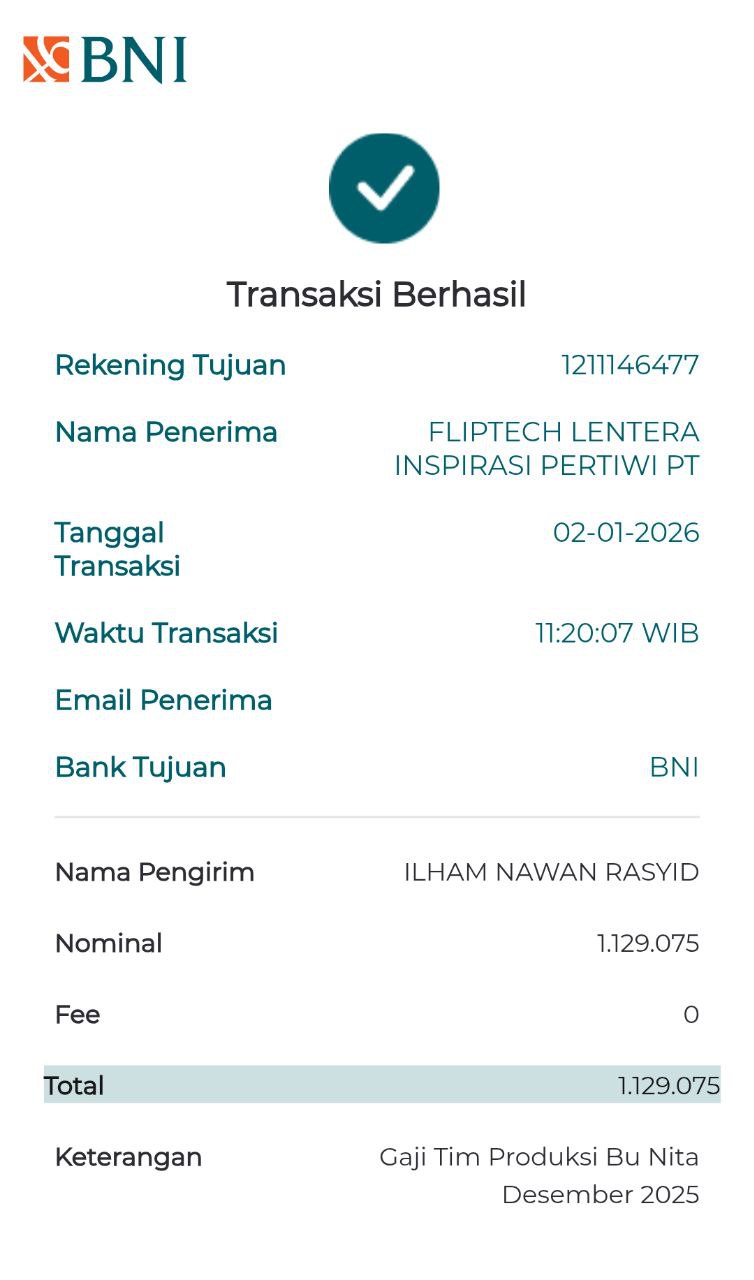 BNI
Transaksi Berhasil
Rekening Tujuan 1211146477
Nama Penerima FLIPTECH LENTERA
INSPIRASI PERTIWI PT
Tanggal 02-01-2026
Transaksi
Waktu Transaksi 11:20:07 WIB
Email Penerima
Bank Tujuan BNI
Nama Pengirim ILHAM NAWAN RASYID
Nominal 1.129.075
Fee 0
Total 1.129.075
Keterangan Gaji Tim Produksi Bu Nita
Desember 2025